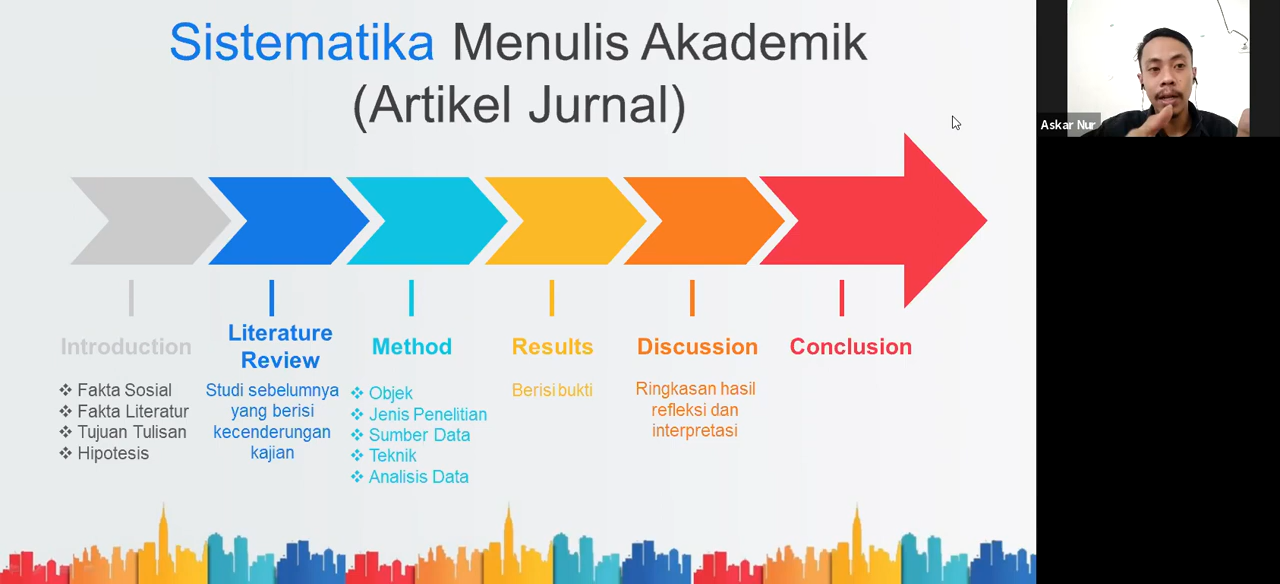 Sistematika Menulis Akademik
(Artikel Jurnal)
Askar Nur
Introduction
Fakta Sosial
Fakta Literatur
Tujuan Tulisan
Hipotesis
Literature
Review
Studi sebelumnya
yang berisi
kecenderungan
kajian
Method
Objek
Jenis Penelitian
Sumber Data
Teknik
Analisis Data
Results
Berisi bukti
Discussion
Ringkasan hasil
refleksi dan
interpretasi
Conclusion